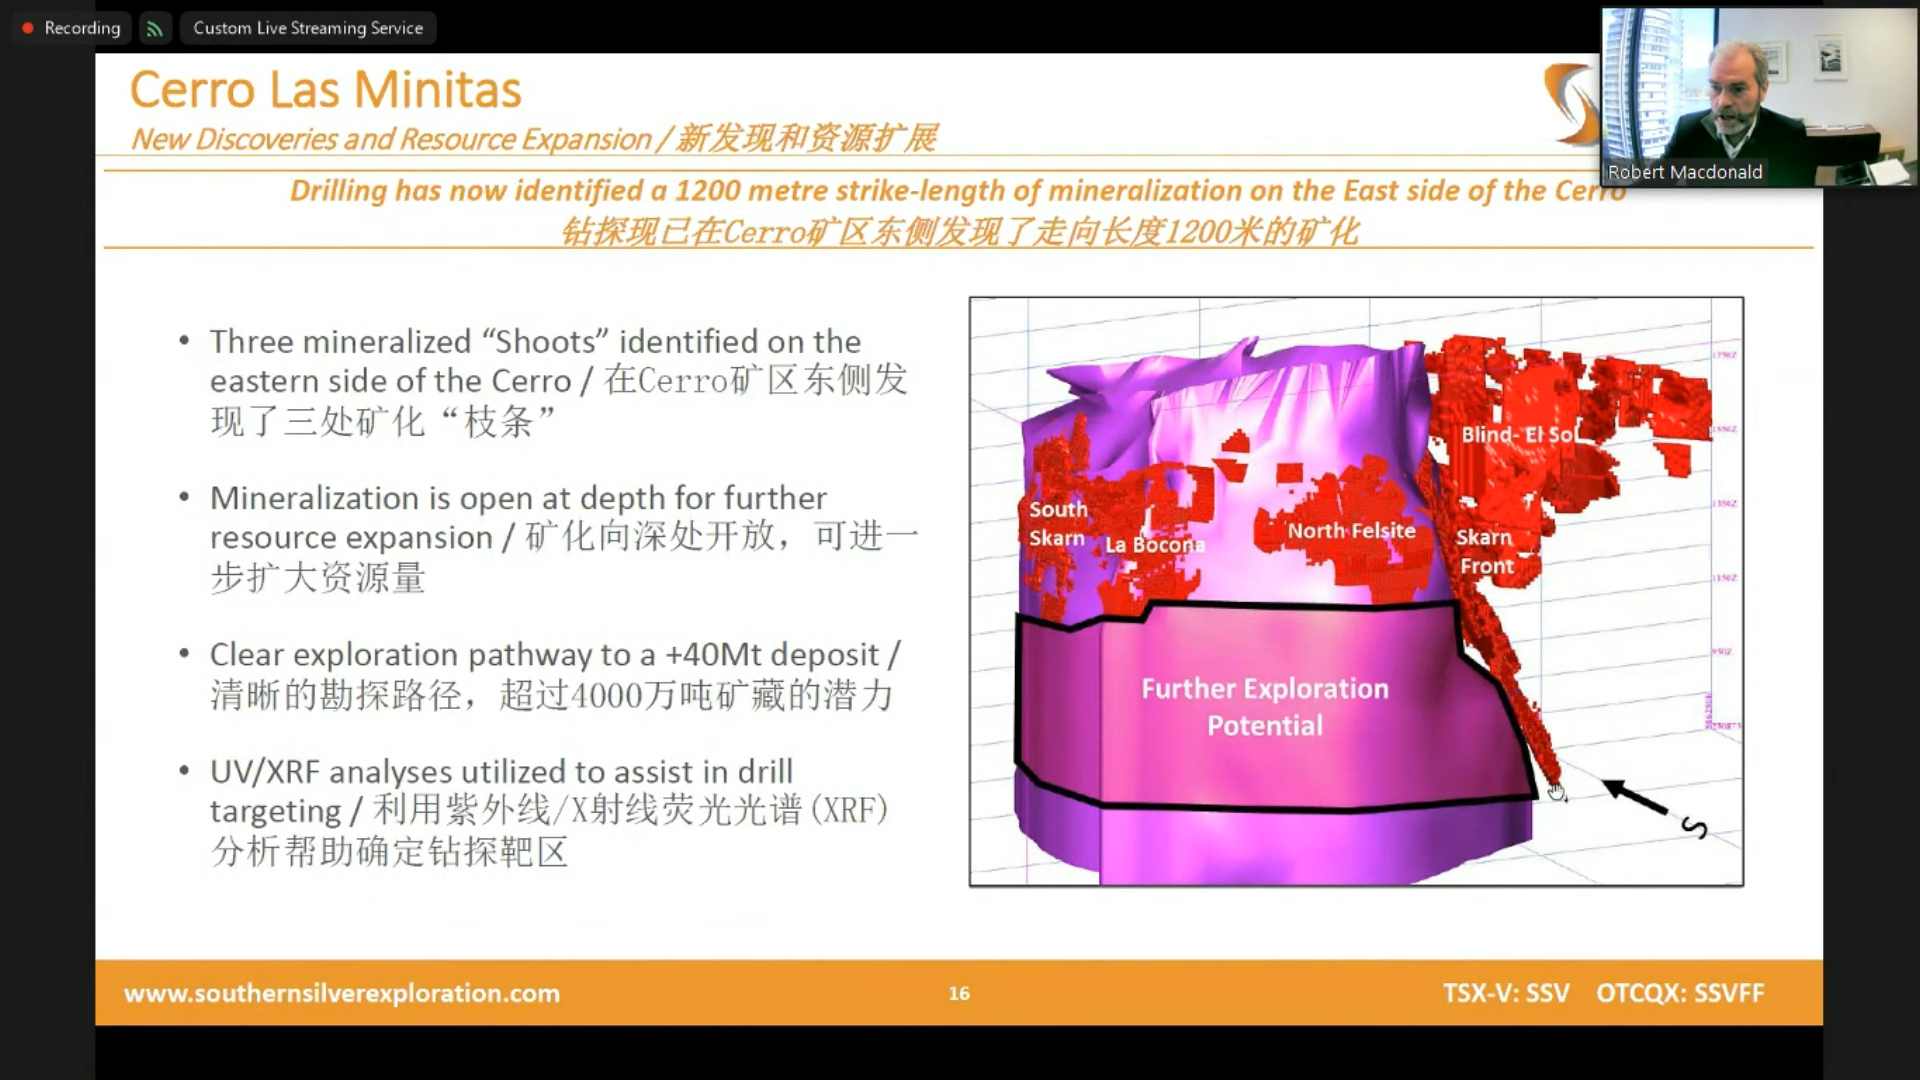 Recording
Custom Live Streaming Service
Cerro Las Minitas
New Discoveries and Resource Expansion / 新发现和资源扩展
Robert Macdonald
Drilling has now identified a 1200 metre strike-length of mineralization on the East side of the Cerro
钻探现已在Cerro矿区东侧发现了走向长度1200米的矿化
• Three mineralized “Shoots” identified on the
eastern side of the Cerro / 在Cerro矿区东侧发
现了三处矿化“枝条”
• Mineralization is open at depth for further
resource expansion / 矿化向深处开放，可进一
步扩大资源量
• Clear exploration pathway to a +40Mt deposit /
清晰的勘探路径，超过4000万吨矿藏的潜力
• UV/XRF analyses utilized to assist in drill
targeting / 利用紫外线/X射线荧光光谱(XRF)
分析帮助确定钻探靶区
Blind- El Sol
South
Skarn
La Bocona
North Felsite
Skarn
Front
Further Exploration
Potential
S
1750Z
1550Z
1350Z
1150Z
950Z
www.southernsilverexploration.com
16
TSX-V: SSV OTCQX: SSVFF